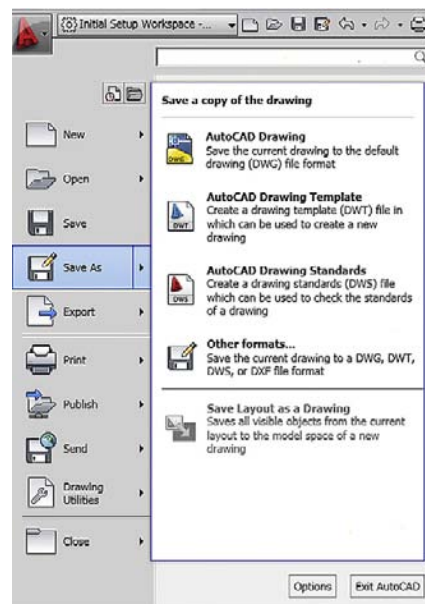 Initial Setup Workspace -...
Save a copy of the drawing
New
Open
Save
Save As
Export
Print
Publish
Send
Drawing
Utilities
Close
AutoCAD Drawing
Save the current drawing to the default
drawing (DWG) file format
AutoCAD Drawing Template
Create a drawing template (DWT) file in
which can be used to create a new
drawing
AutoCAD Drawing Standards
Create a drawing standards (DWS) file
which can be used to check the standards
of a drawing
Other formats...
Save the current drawing to a DWG, DWT,
DWS, or DXF file format
Save Layout as a Drawing
Saves all visible objects from the current
layout to the model space of a new
drawing
DWG
DWT
DWS
Options
Exit AutoCAD